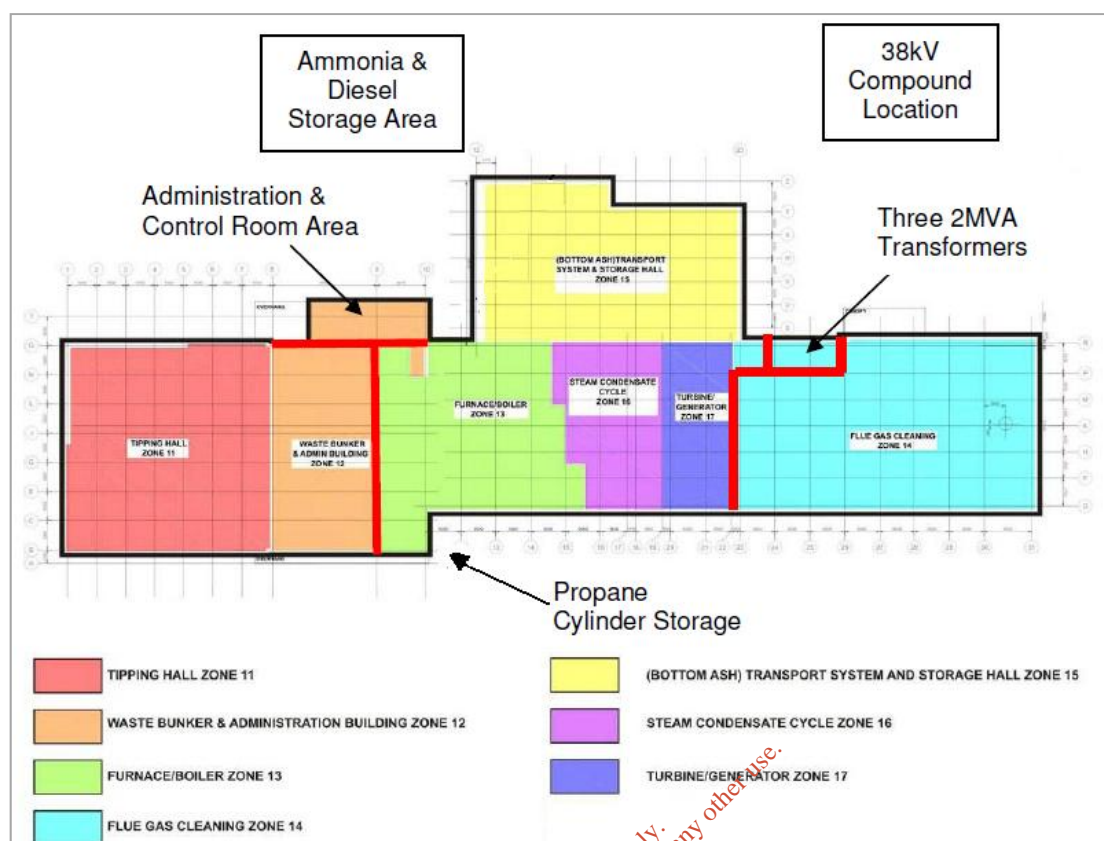 Ammonia &
Diesel
Storage Area
38kV
Compound
Location
Administration &
Control Room Area
Three 2MVA
Transformers
(BOTTOM ASH)TRANSPORT
SYSTEM & STORAGE HALL
ZONE 15
STEAM CONDENSATE
CYCLE
ZONE 16
TURBINE/
GENERATOR
ZONE 17
FURNACE/BOILER
ZONE 13
TIPPING HALL
ZONE 11
WASTE BUNKER
& ADMIN BUILDING
ZONE 12
FLUE GAS CLEANING
ZONE 14
Propane
Cylinder Storage
TIPPING HALL ZONE 11
WASTE BUNKER & ADMINISTRATION BUILDING ZONE 12
FURNACE/BOILER ZONE 13
FLUE GAS CLEANING ZONE 14
(BOTTOM ASH) TRANSPORT SYSTEM AND STORAGE HALL ZONE 15
STEAM CONDENSATE CYCLE ZONE 16
TURBINE/GENERATOR ZONE 17
ly.
any other use.